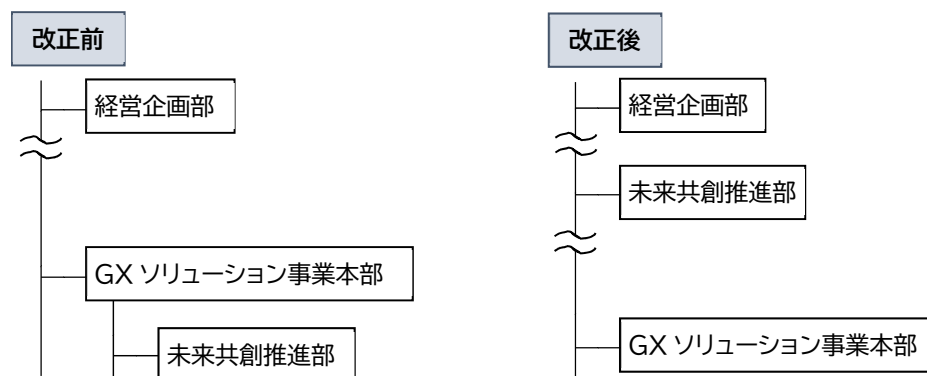 改正前
経営企画部
GX ソリューション事業本部
未来共創推進部
改正後
経営企画部
未来共創推進部
GX ソリューション事業本部